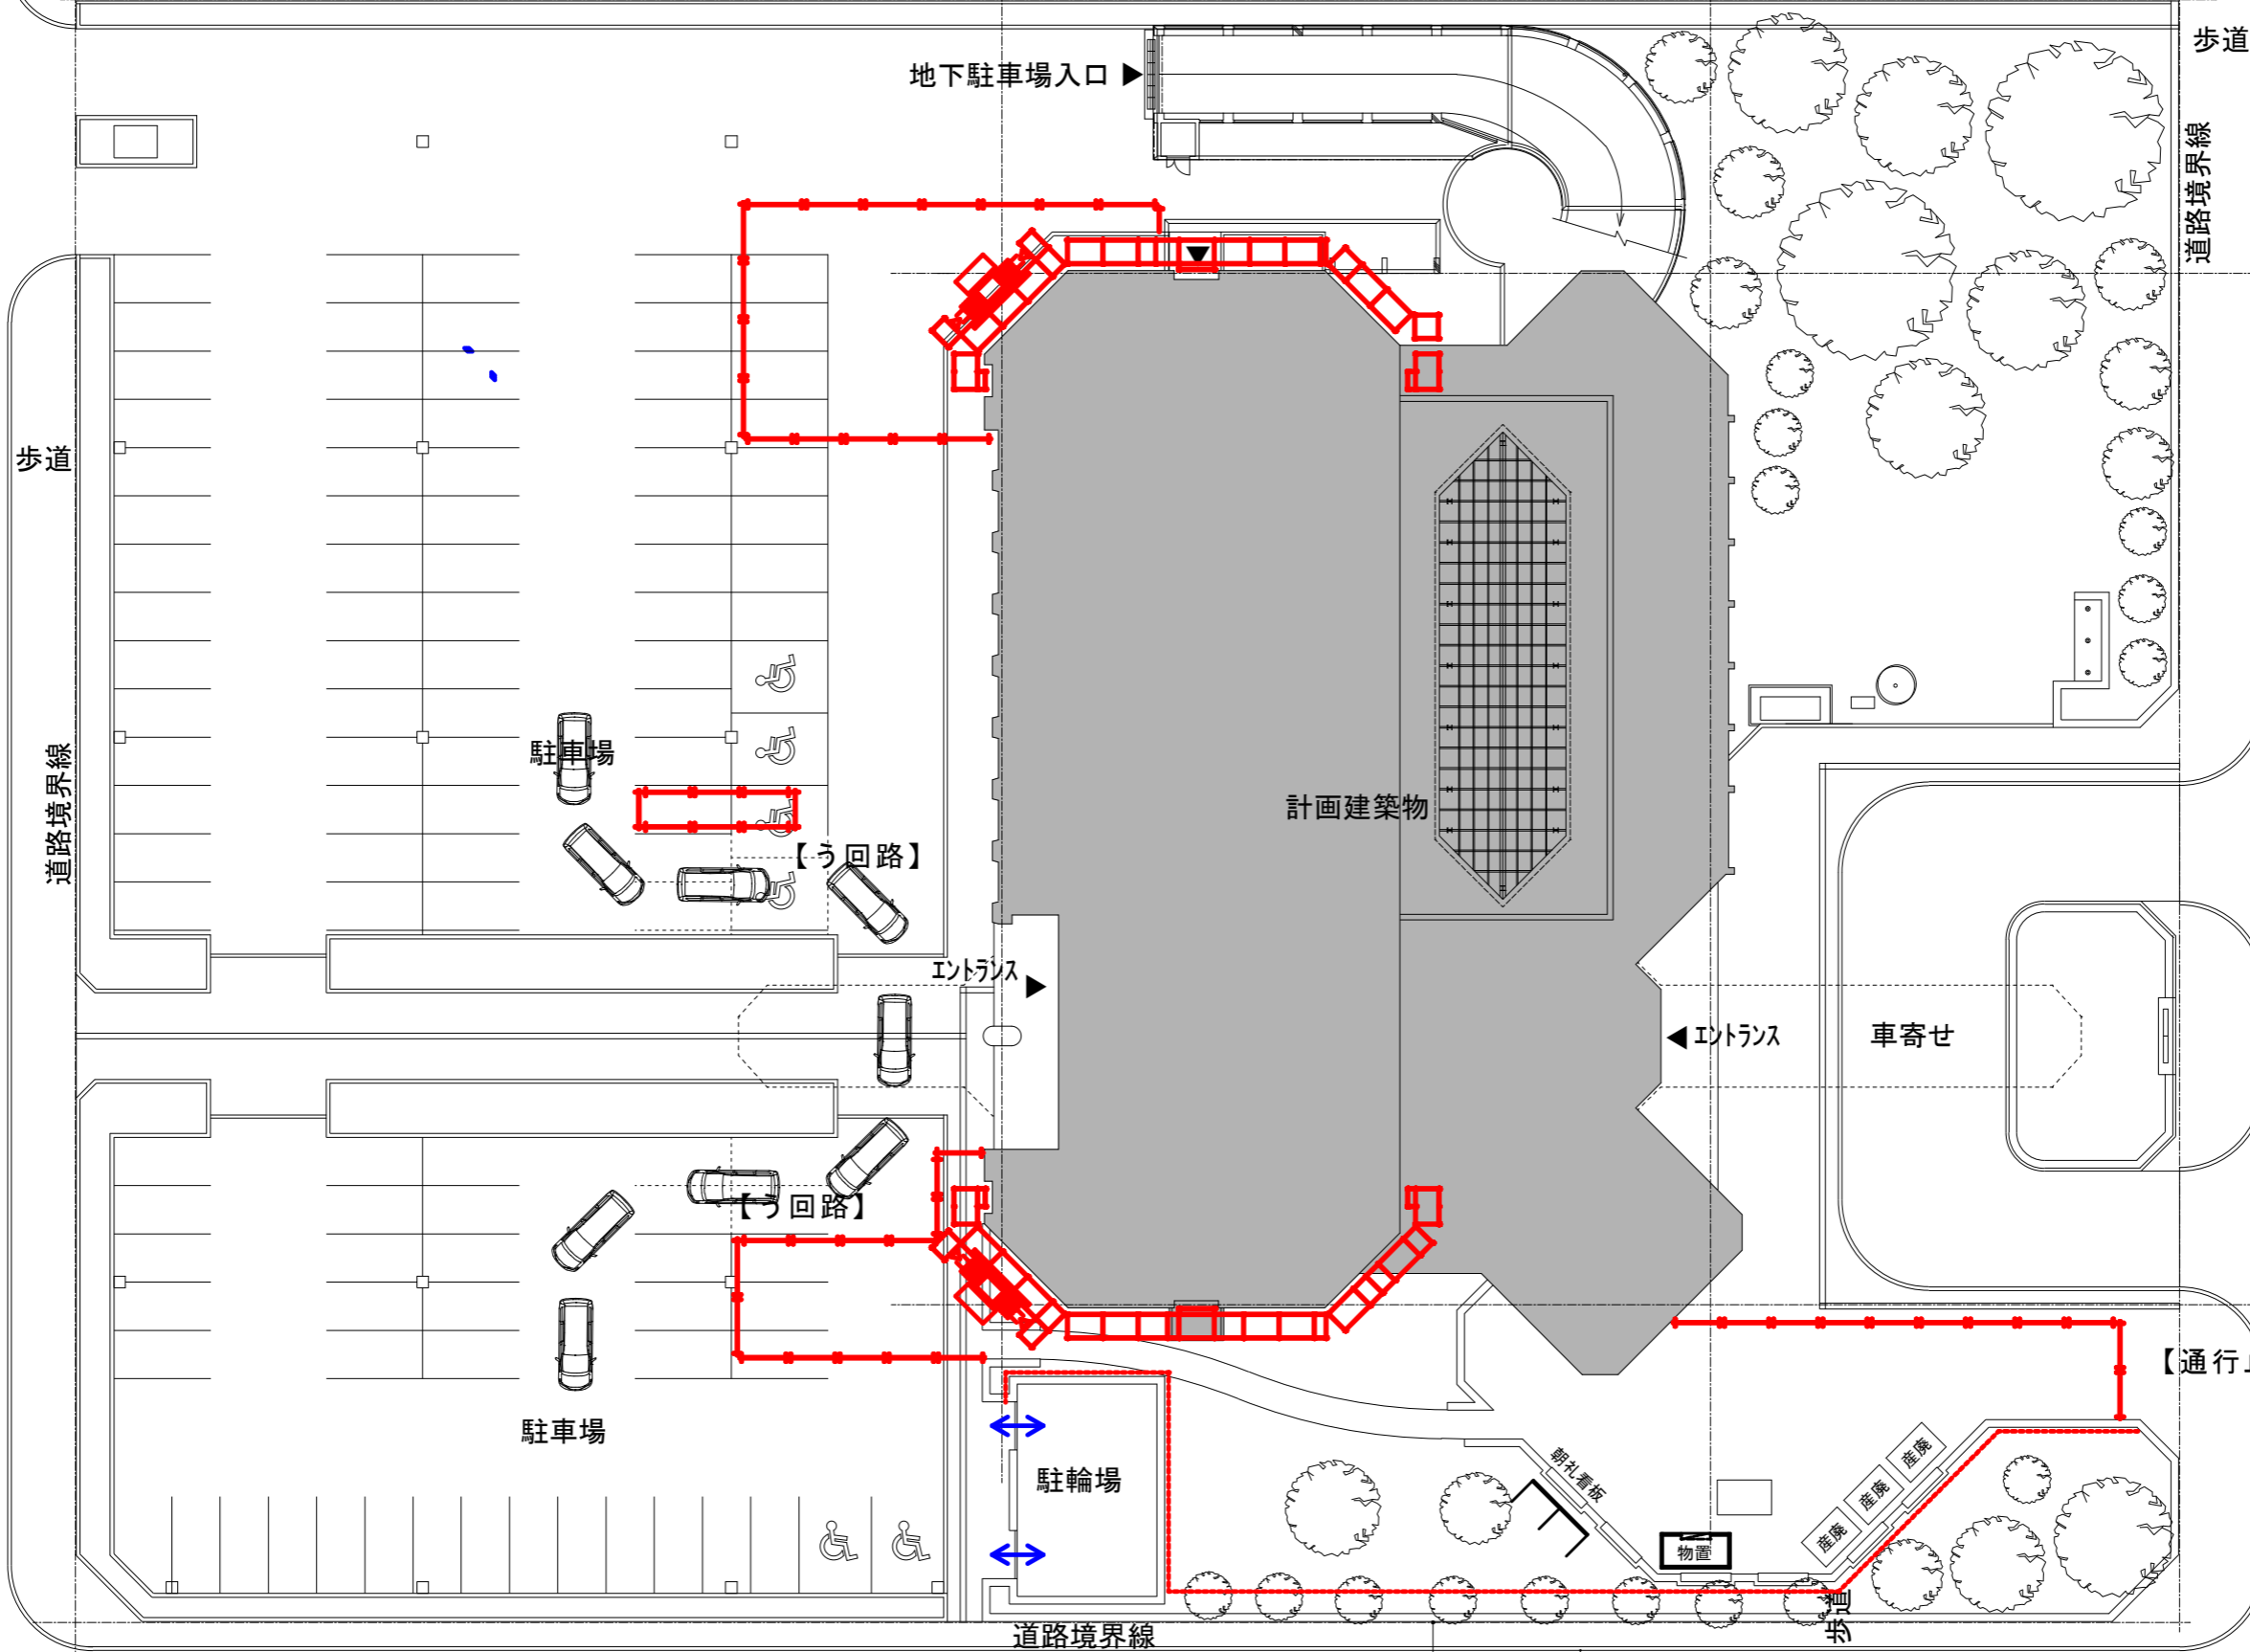 歩道
地下駐車場入口
道路境界線
歩道
駐車場
道路境界線
計画建築物
【う回路】
エントランス
エントランス
車寄せ
【う回路】
【通行
駐車場
駐輪場
朝礼看板
産廃
産廃
産廃
物置
歩道
道路境界線